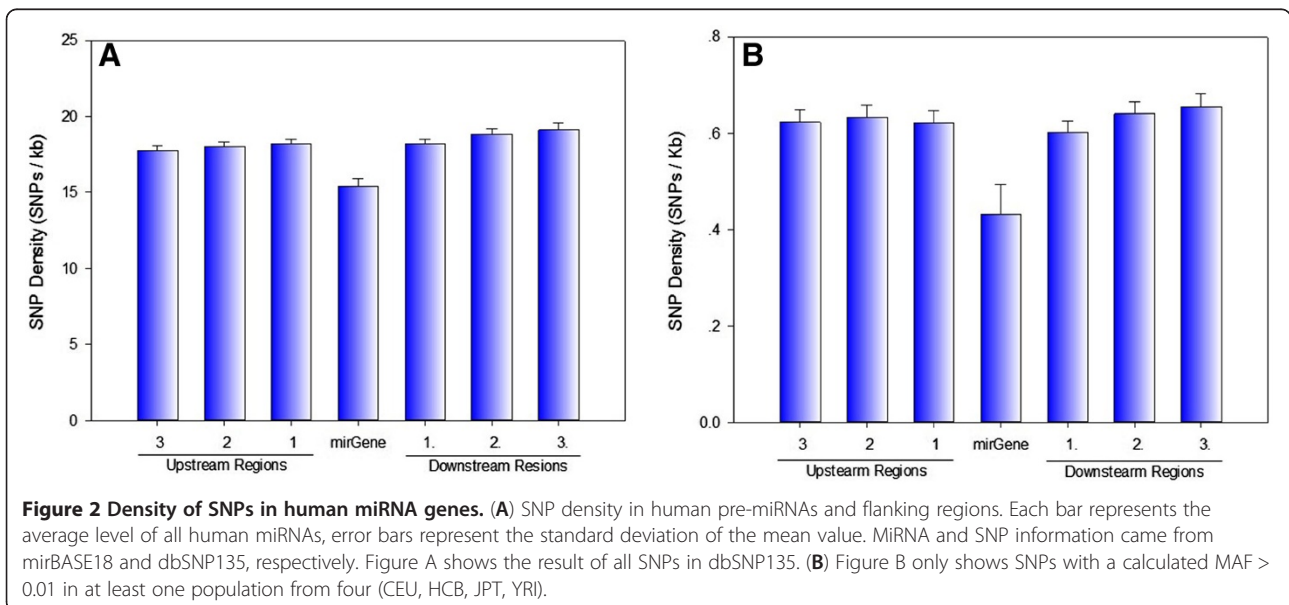 A
25
20
15
10
5
0
SNP Density (SNPs / kb)
3 2 1 mirGene 1. 2. 3.
Upstream Regions Downstream Resions
B
.8
.6
.4
.2
0.0
SNP Density (SNPs / Kb)
3 2 1 mirGene 1. 2. 3.
Upstearm Regions Downstearm Regions
Figure 2 Density of SNPs in human miRNA genes. (A) SNP density in human pre-miRNAs and flanking regions. Each bar represents the
average level of all human miRNAs, error bars represent the standard deviation of the mean value. MiRNA and SNP information came from
mirBASE18 and dbSNP135, respectively. Figure A shows the result of all SNPs in dbSNP135. (B) Figure B only shows SNPs with a calculated MAF >
0.01 in at least one population from four (CEU, HCB, JPT, YRI).